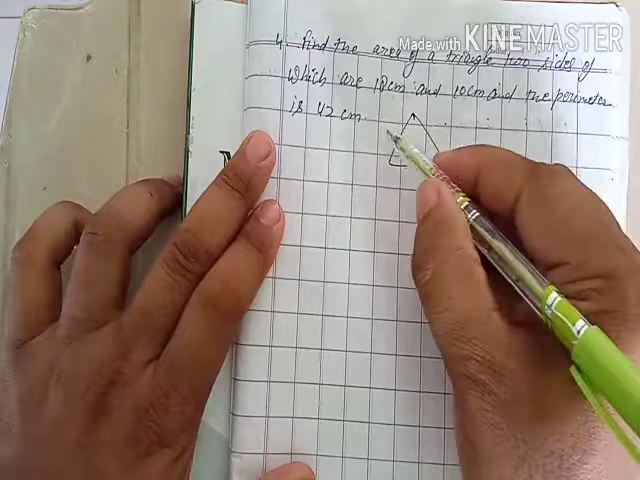 Made with KINEMASTER
4. find the area of a triangle two sides of
which are 18cm and 10cm and the perimeter
is 42 cm.